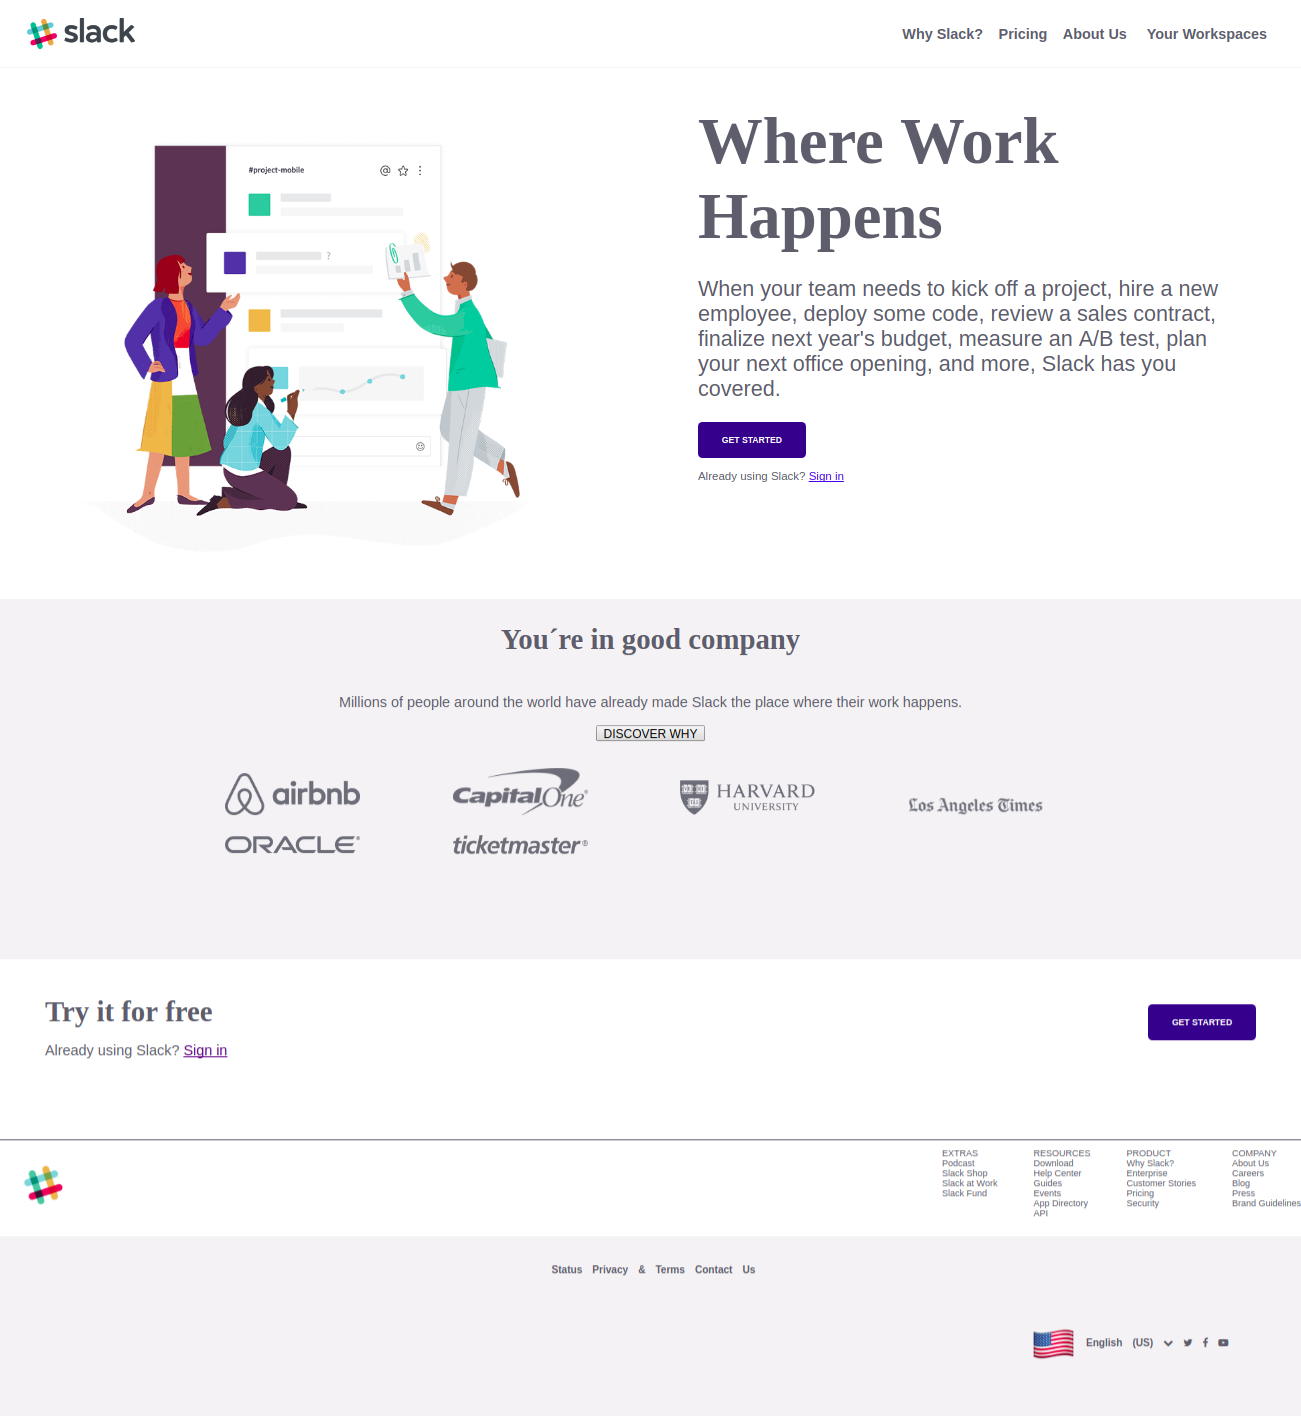 slack
Why Slack? Pricing About Us Your Workspaces
#project-mobile
?
Where Work
Happens
When your team needs to kick off a project, hire a new
employee, deploy some code, review a sales contract,
finalize next year's budget, measure an A/B test, plan
your next office opening, and more, Slack has you
covered.
GET STARTED
Already using Slack? Sign in
You´re in good company
Millions of people around the world have already made Slack the place where their work happens.
DISCOVER WHY
airbnb
Capital One®
HARVARD
UNIVERSITY
Los Angeles Times
ORACLE®
ticketmaster®
Try it for free
Already using Slack? Sign in
GET STARTED
EXTRAS
Podcast
Slack Shop
Slack at Work
Slack Fund
RESOURCES
Download
Help Center
Guides
Events
App Directory
API
PRODUCT
Why Slack?
Enterprise
Customer Stories
Pricing
Security
COMPANY
About Us
Careers
Blog
Press
Brand Guidelines
Status Privacy & Terms Contact Us
English (US)